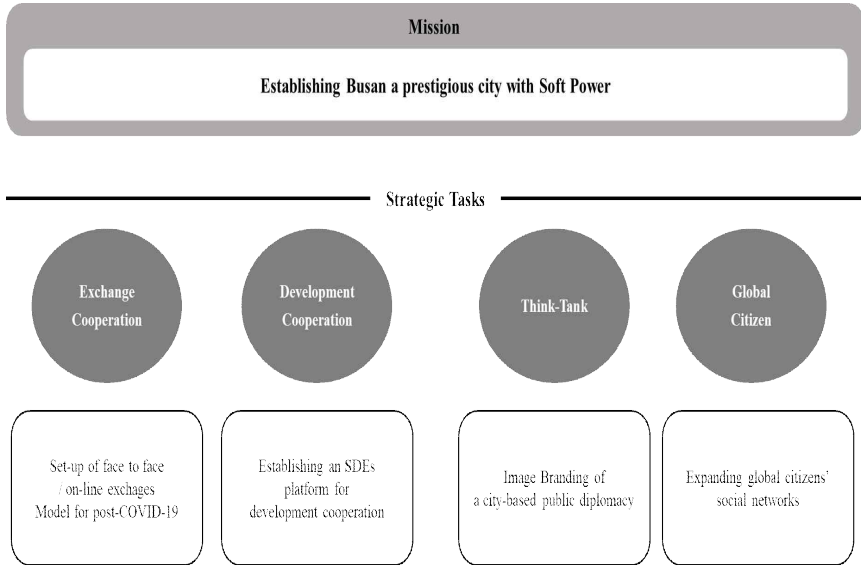 Mission
Establishing Busan a prestigious city with Soft Power
Strategic Tasks
Exchange
Cooperation
Development
Cooperation
Think-Tank
Global
Citizen
Set-up of face to face
/ on-line exchages
Model for post-COVID-19
Establishing an SDEs
platform for
development cooperation
Image Branding of
a city-based public diplomacy
Expanding global citizens'
social networks